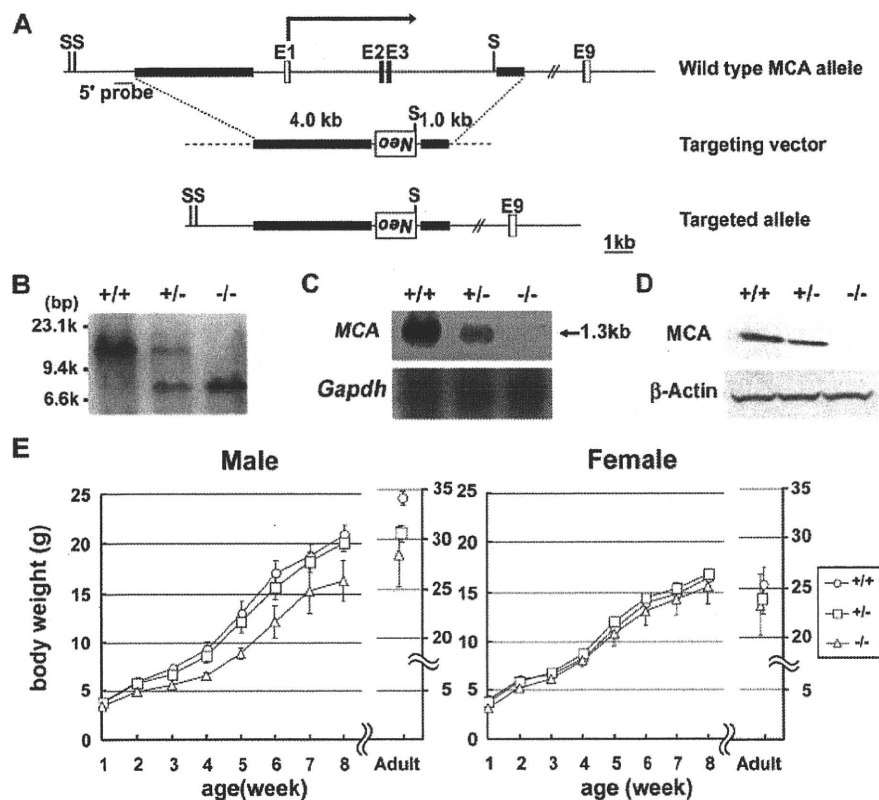 A
SS
E1
E2
E3
S
E9
Wild type MCA allele
5' probe
4.0 kb
S
1.0 kb
Neo
Targeting vector
SS
S
E9
Neo
Targeted allele
1kb
B
(bp)
+/+
+/-
-/-
23.1k
9.4k
6.6k
C
+/+
+/-
-/-
MCA
←1.3kb
Gapdh
D
+/+
+/-
-/-
MCA
β-Actin
E
Male
Female
body weight (g)
25
20
15
10
5
0
35
30
25
20
5
1 2 3 4 5 6 7 8 Adult
age(week)
25
20
15
10
5
0
35
30
25
20
5
1 2 3 4 5 6 7 8 Adult
age (week)
+/+
+/-
-/-